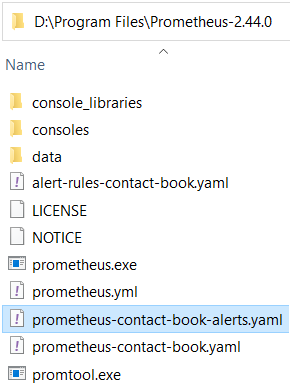 D:\Program Files\Prometheus-2.44.0
Name
console_libraries
consoles
data
alert-rules-contact-book.yaml
LICENSE
NOTICE
prometheus.exe
prometheus.yml
prometheus-contact-book-alerts.yaml
prometheus-contact-book.yaml
promtool.exe